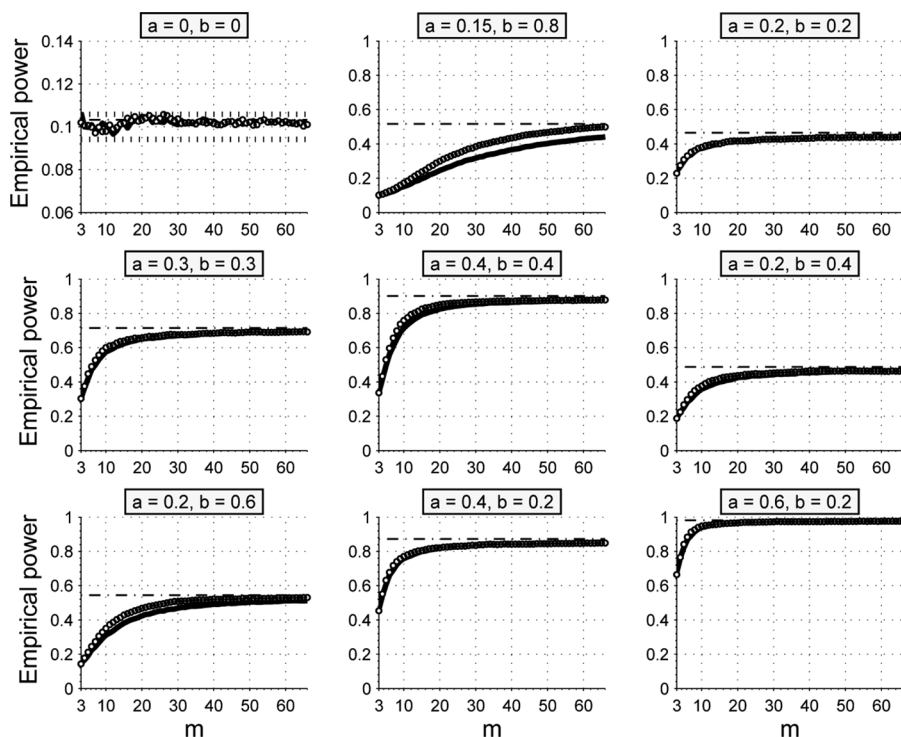 a = 0, b = 0
a = 0.15, b = 0.8
a = 0.2, b = 0.2
Empirical power
0.14
0.12
0.1
0.08
0.06
3 10 20 30 40 50 60
1
0.8
0.6
0.4
0.2
0
3 10 20 30 40 50 60
1
0.8
0.6
0.4
0.2
0
3 10 20 30 40 50 60
a = 0.3, b = 0.3
a = 0.4, b = 0.4
a = 0.2, b = 0.4
Empirical power
1
0.8
0.6
0.4
0.2
0
3 10 20 30 40 50 60
1
0.8
0.6
0.4
0.2
0
3 10 20 30 40 50 60
1
0.8
0.6
0.4
0.2
0
3 10 20 30 40 50 60
a = 0.2, b = 0.6
a = 0.4, b = 0.2
a = 0.6, b = 0.2
Empirical power
1
0.8
0.6
0.4
0.2
0
3 10 20 30 40 50 60
m
1
0.8
0.6
0.4
0.2
0
3 10 20 30 40 50 60
m
1
0.8
0.6
0.4
0.2
0
3 10 20 30 40 50 60
m